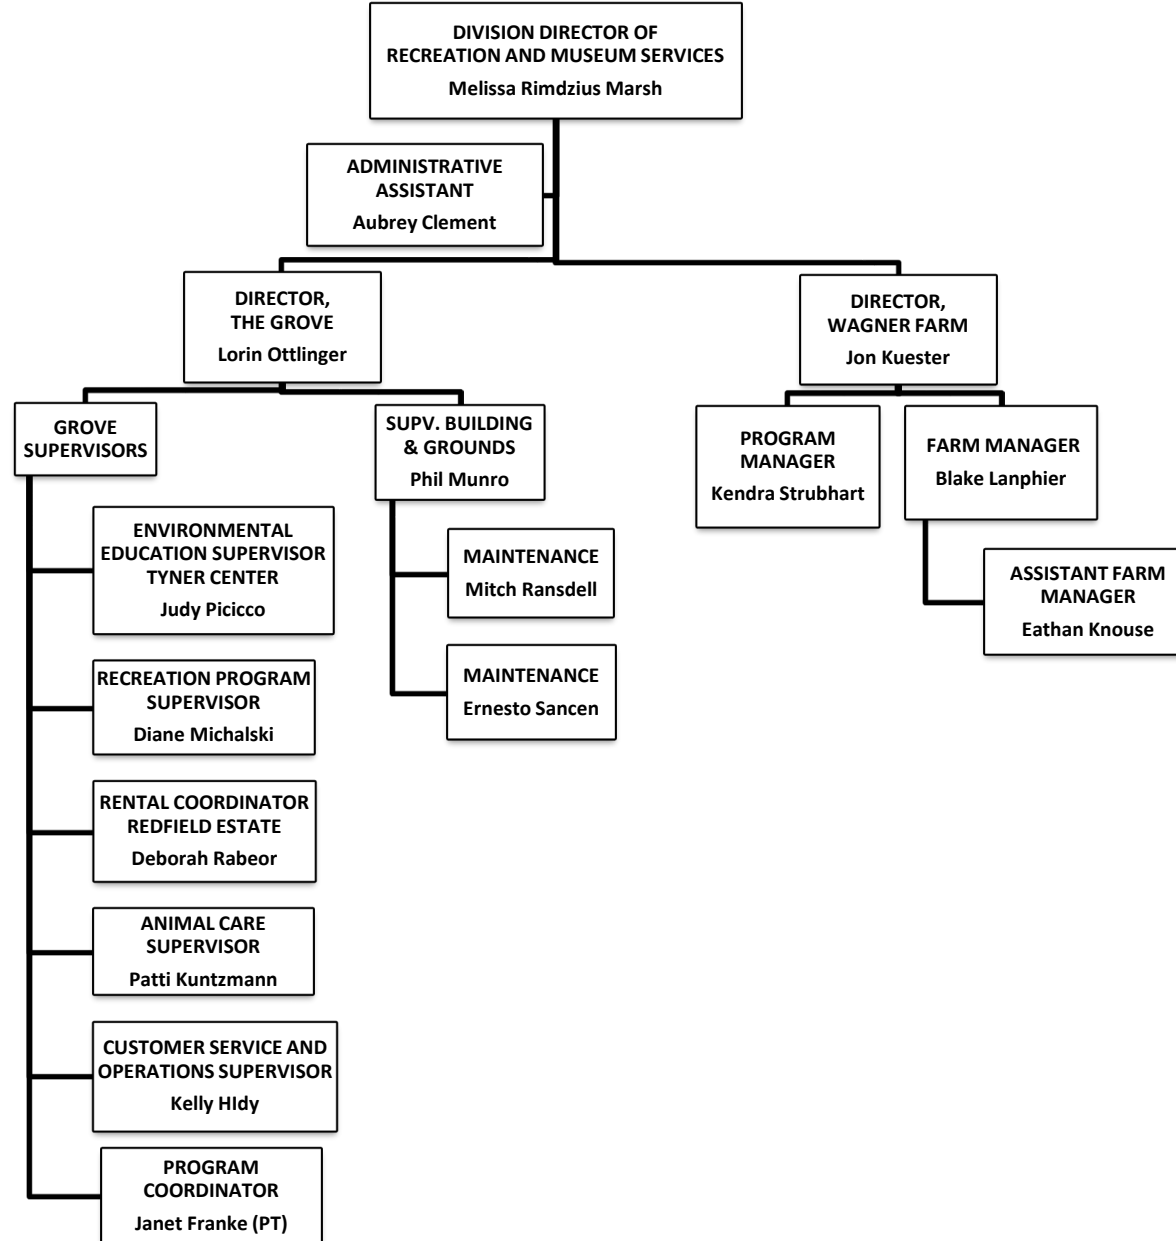 DIVISION DIRECTOR OF
RECREATION AND MUSEUM SERVICES
Melissa Rimdzius Marsh
ADMINISTRATIVE
ASSISTANT
Aubrey Clement
DIRECTOR,
THE GROVE
Lorin Ottlinger
DIRECTOR,
WAGNER FARM
Jon Kuester
GROVE
SUPERVISORS
SUPV. BUILDING
& GROUNDS
Phil Munro
PROGRAM
MANAGER
Kendra Strubhart
FARM MANAGER
Blake Lanphier
ENVIRONMENTAL
EDUCATION SUPERVISOR
TYNER CENTER
Judy Picicco
MAINTENANCE
Mitch Ransdell
ASSISTANT FARM
MANAGER
Eathan Knouse
RECREATION PROGRAM
SUPERVISOR
Diane Michalski
MAINTENANCE
Ernesto Sancen
RENTAL COORDINATOR
REDFIELD ESTATE
Deborah Rabeor
ANIMAL CARE
SUPERVISOR
Patti Kuntzmann
CUSTOMER SERVICE AND
OPERATIONS SUPERVISOR
Kelly HIdy
PROGRAM
COORDINATOR
Janet Franke (PT)